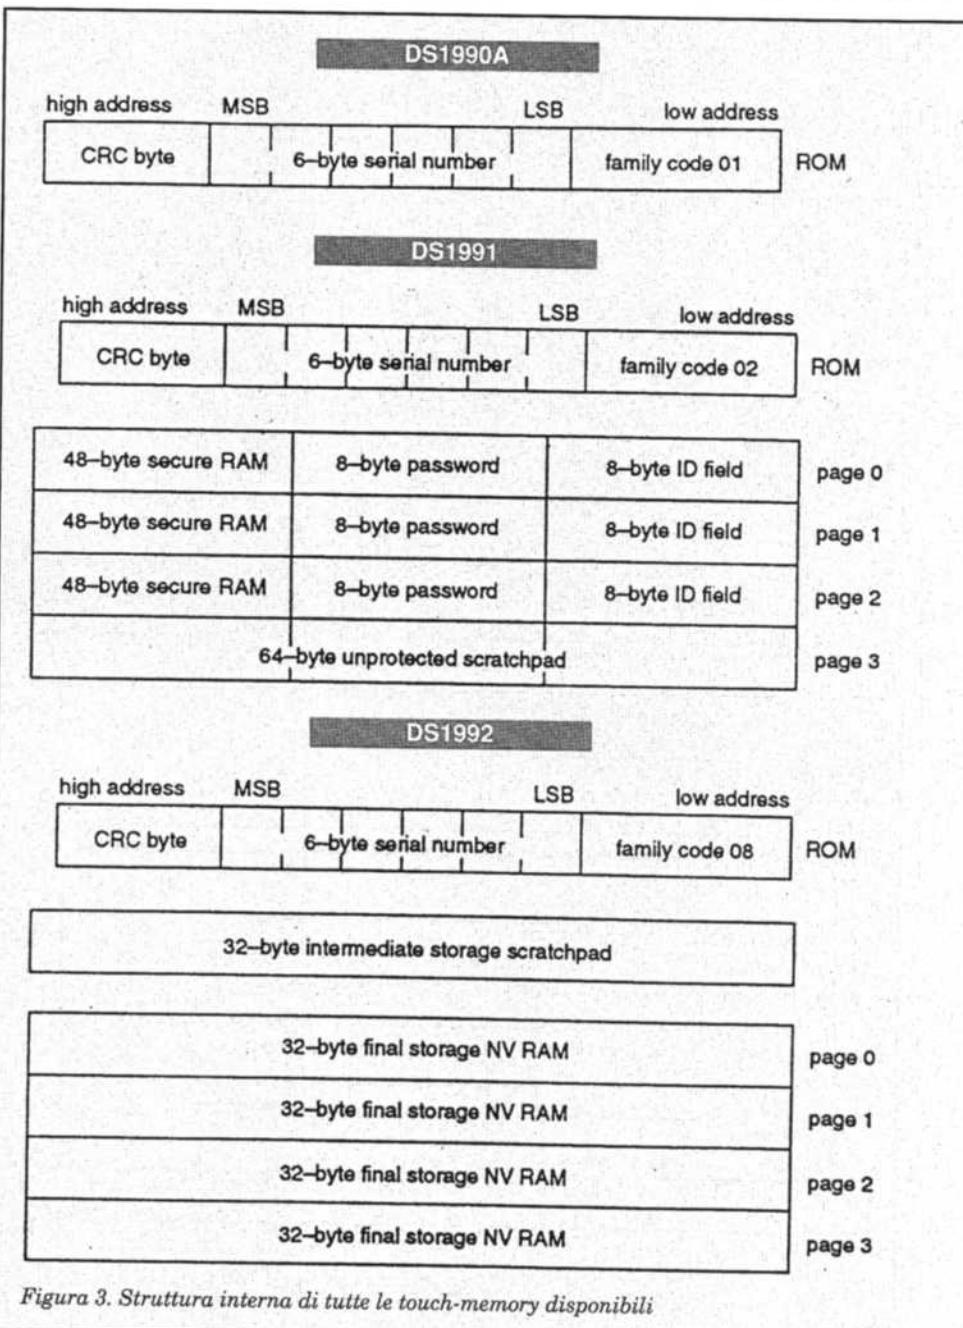 DS1990A
high address MSB LSB low address
CRC byte 6–byte serial number family code 01 ROM
DS1991
high address MSB LSB low address
CRC byte 6–byte serial number family code 02 ROM
48–byte secure RAM 8–byte password 8–byte ID field page 0
48–byte secure RAM 8–byte password 8–byte ID field page 1
48–byte secure RAM 8–byte password 8–byte ID field page 2
64–byte unprotected scratchpad page 3
DS1992
high address MSB LSB low address
CRC byte 6–byte serial number family code 08 ROM
32–byte intermediate storage scratchpad
32–byte final storage NV RAM page 0
32–byte final storage NV RAM page 1
32–byte final storage NV RAM page 2
32–byte final storage NV RAM page 3
Figura 3. Struttura interna di tutte le touch-memory disponibili